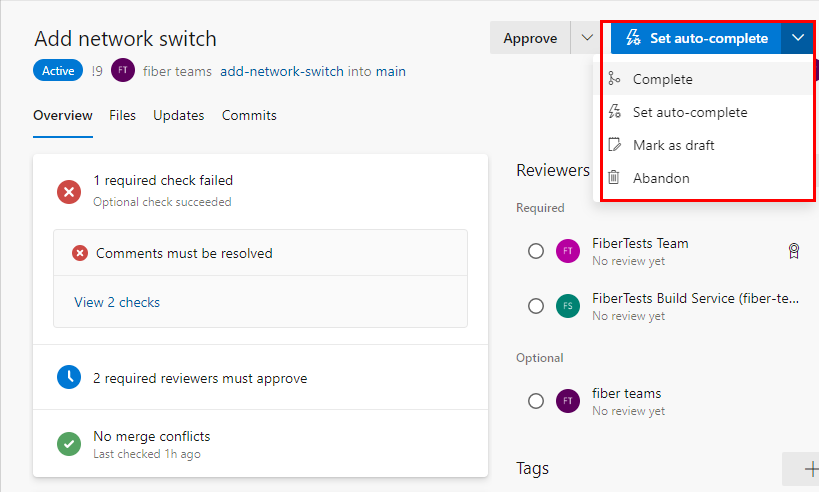 Add network switch
Approve
Set auto-complete
Active !9 FT fiber teams add-network-switch into main
Complete
Set auto-complete
Mark as draft
Abandon
Overview Files Updates Commits
1 required check failed
Optional check succeeded
Comments must be resolved
View 2 checks
2 required reviewers must approve
No merge conflicts
Last checked 1h ago
Reviewers
Required
FT FiberTests Team
No review yet
FS FiberTests Build Service (fiber-te...
No review yet
Optional
FT fiber teams
No review yet
Tags